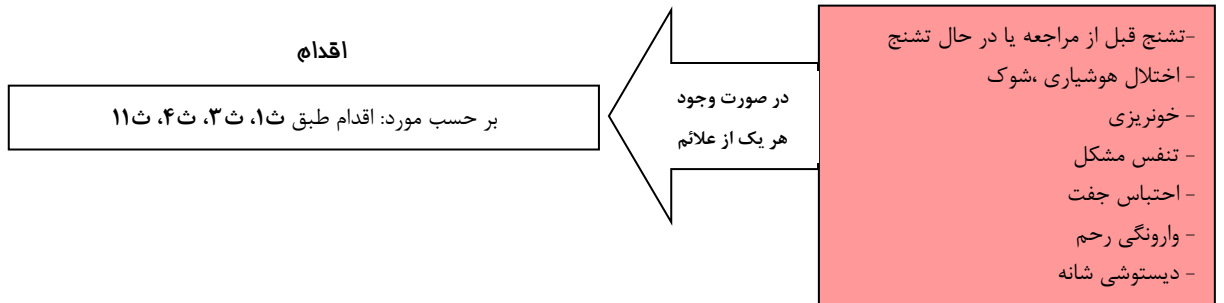 -تشنج قبل از مراجعه یا در حال تشنج
- اختلال هوشیاری ،شوک
- خونریزی
- تنفس مشکل
- احتباس جفت
- وارونگی رحم
- دیستوشی شانه
در صورت وجود
هر یک از علائم
اقدام
بر حسب مورد: اقدام طبق ث۱، ث۳، ث۴، ث۱۱